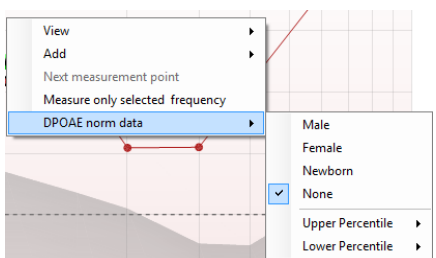 View
Add
Next measurement point
Measure only selected frequency
DPOAE norm data
Male
Female
Newborn
None
Upper Percentile
Lower Percentile